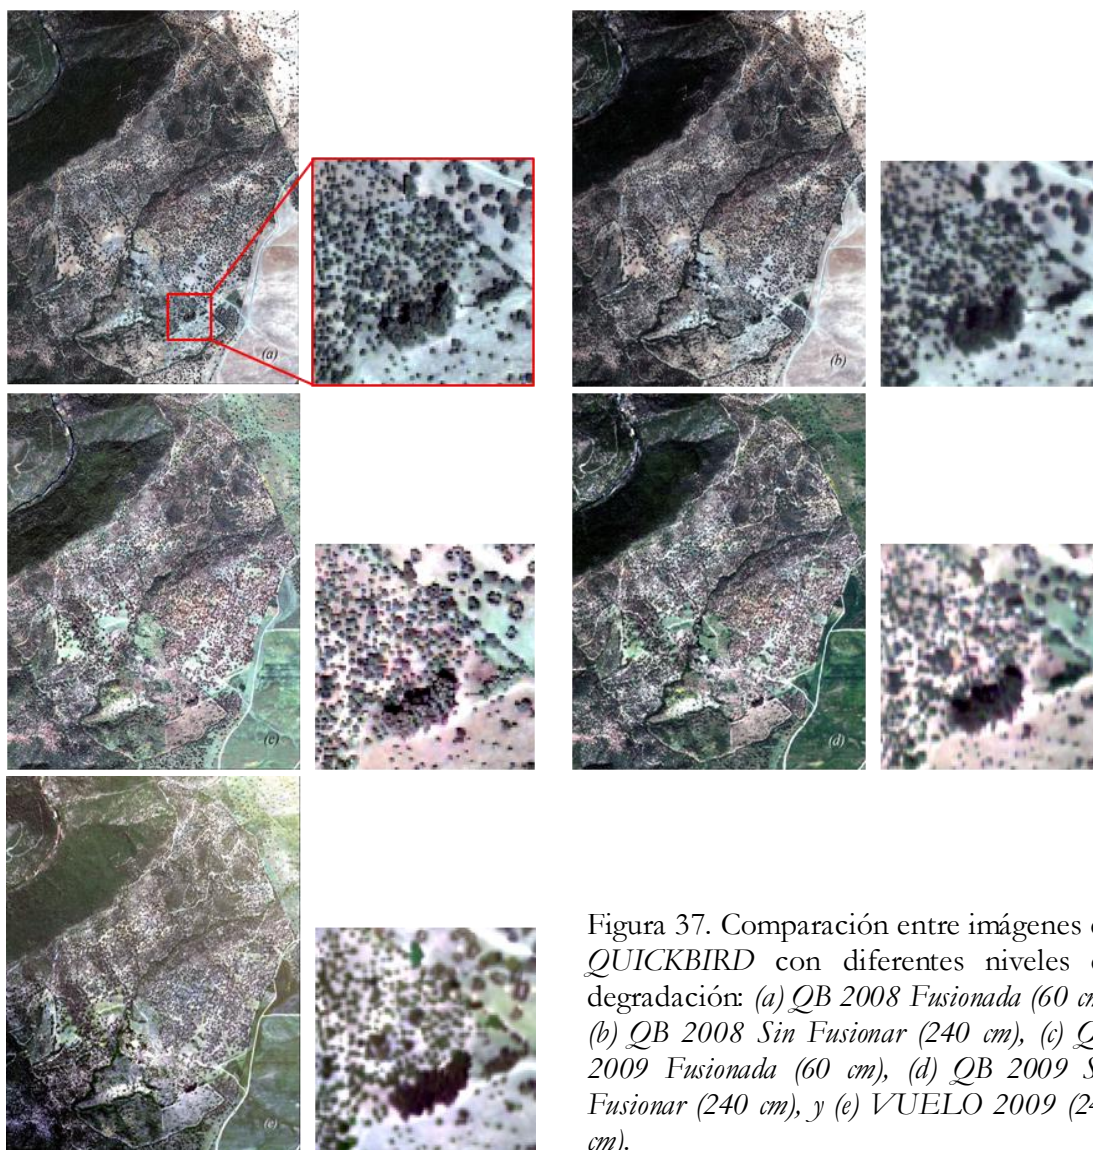 (a)
(b)
(c)
(d)
(e)
Figura 37. Comparación entre imágenes
QUICKBIRD con diferentes niveles
degradación: (a) QB 2008 Fusionada (60
(b) QB 2008 Sin Fusionar (240 cm), (c)
2009 Fusionada (60 cm), (d) QB 2009
Fusionar (240 cm), y (e) VUELO 2009
cm).